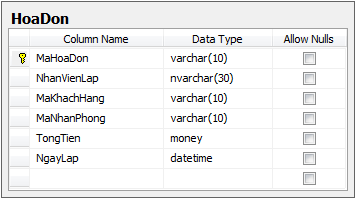 HoaDon
Column Name Data Type Allow Nulls
MaHoaDon varchar(10)
NhanVienLap nvarchar(30)
MaKhachHang varchar(10)
MaNhanPhong varchar(10)
TongTien money
NgayLap datetime